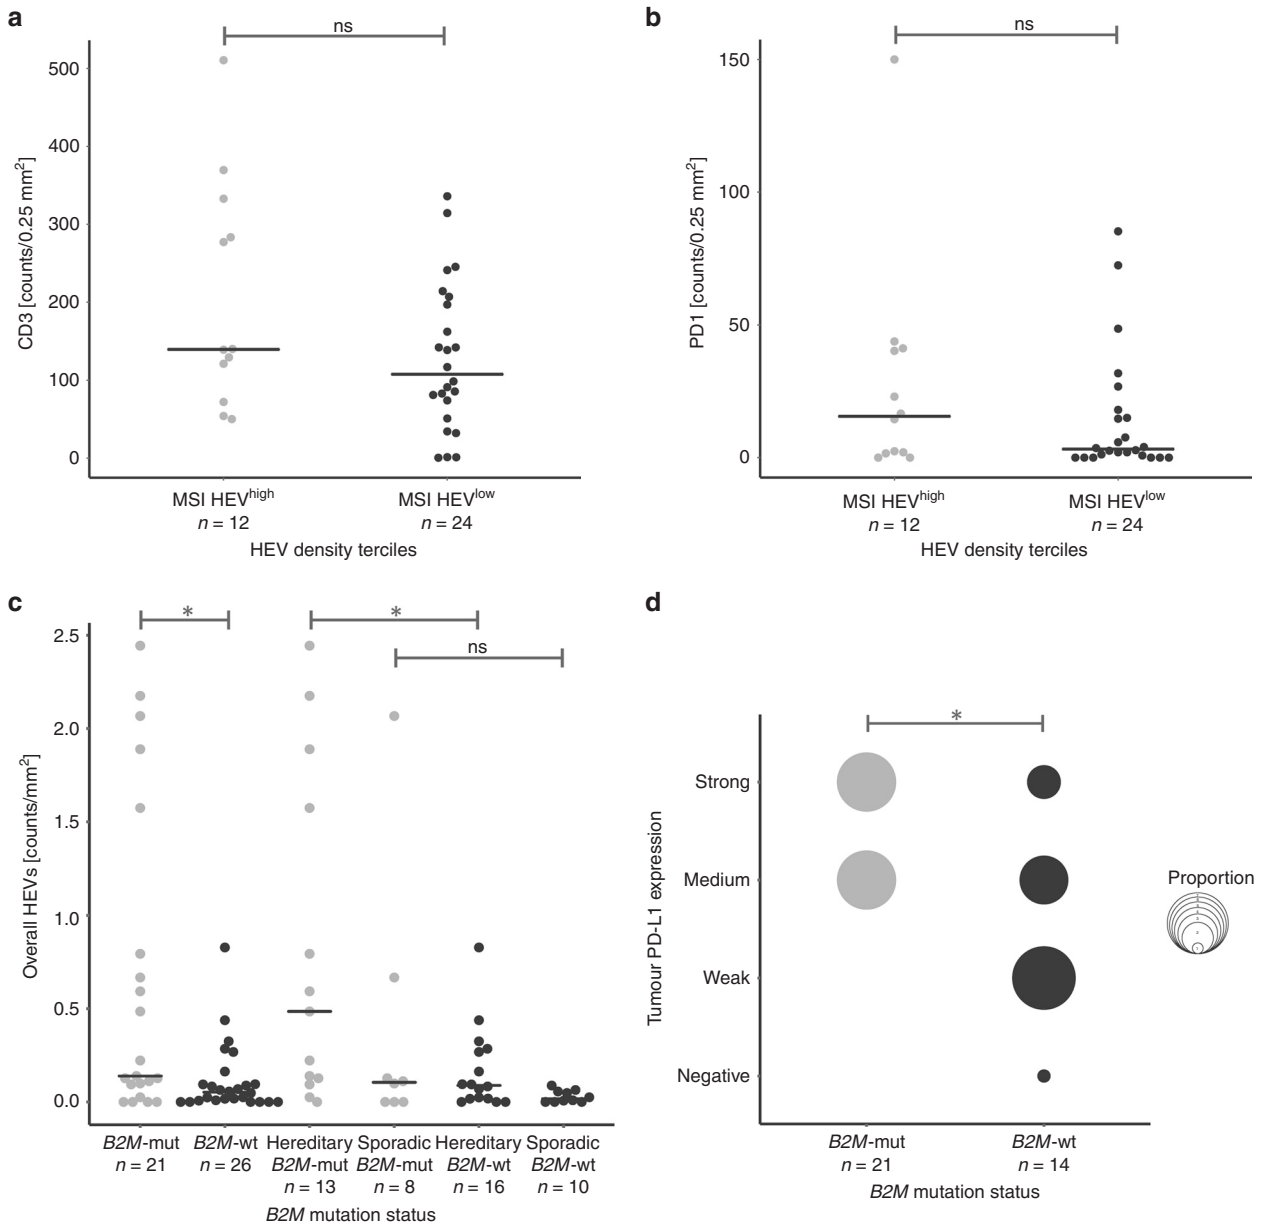 a
ns
CD3 [counts/0.25 mm²]
500
400
300
200
100
0
MSI HEVhigh
n = 12
MSI HEVlow
n = 24
HEV density terciles
b
ns
PD1 [counts/0.25 mm²]
150
100
50
0
MSI HEVhigh
n = 12
MSI HEVlow
n = 24
HEV density terciles
c
*
*
ns
Overall HEVs [counts/mm²]
2.5
2.0
1.5
1.0
0.5
0.0
B2M-mut
n = 21
B2M-wt
n = 26
Hereditary
B2M-mut
n = 13
Sporadic
B2M-mut
n = 8
Hereditary
B2M-wt
n = 16
Sporadic
B2M-wt
n = 10
B2M mutation status
d
*
Tumour PD-L1 expression
Strong
Medium
Weak
Negative
B2M-mut
n = 21
B2M-wt
n = 14
B2M mutation status
Proportion